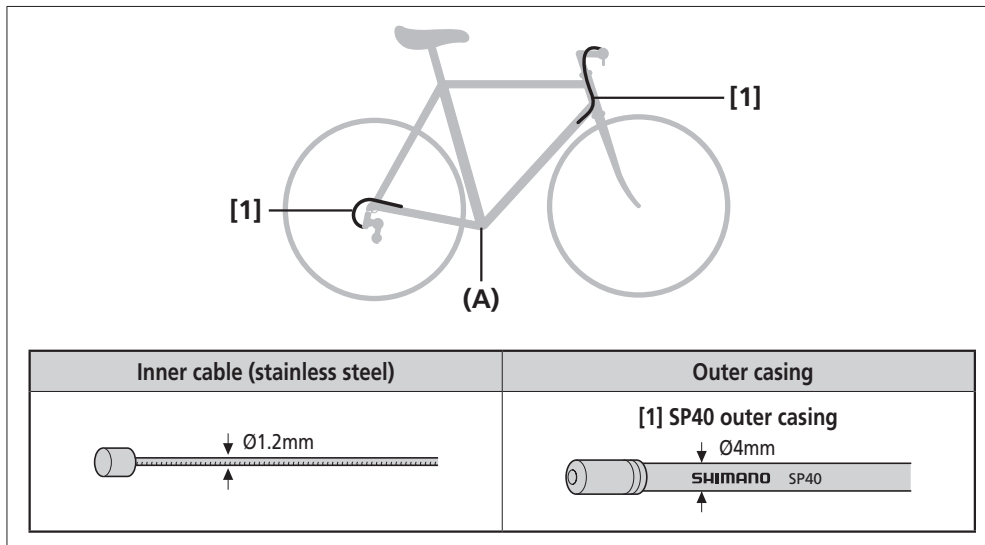 [1]
[1]
(A)
Inner cable (stainless steel)
Outer casing
Ø1.2mm
[1] SP40 outer casing
Ø4mm
SHIMANO SP40